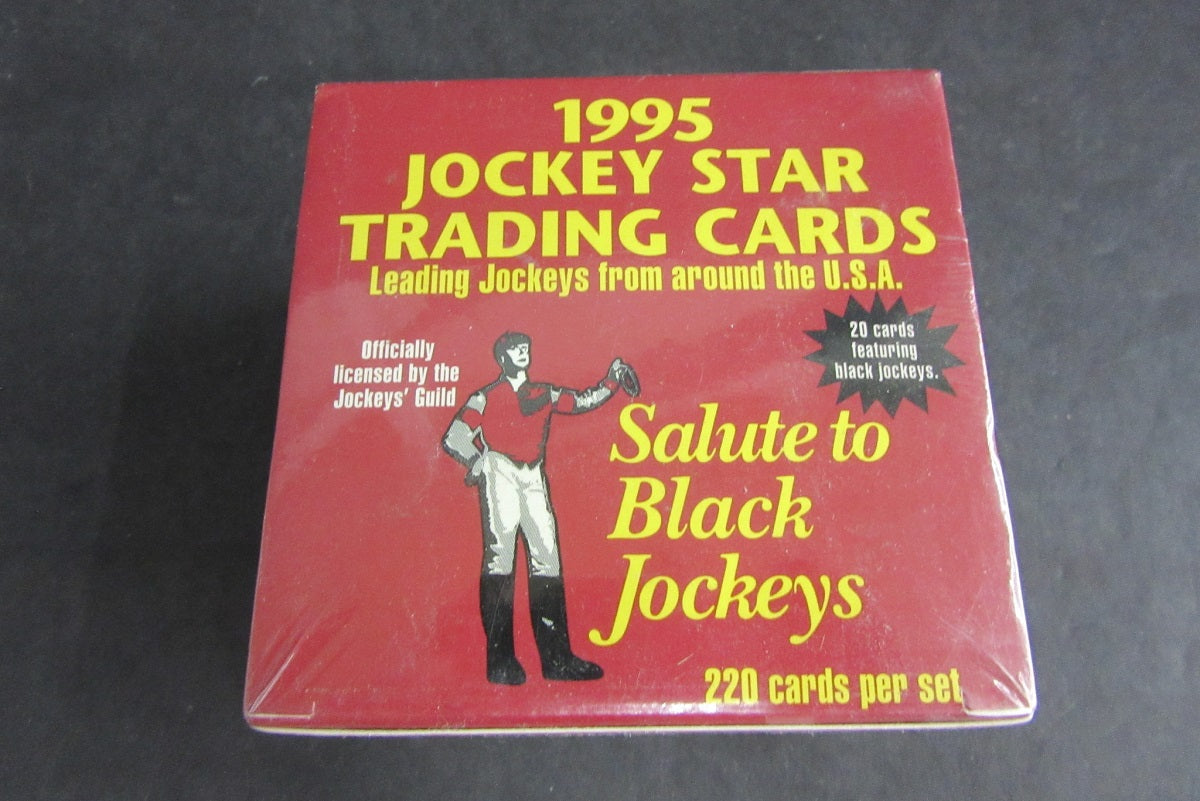 1995
JOCKEY STAR
TRADING CARDS
Leading Jockeys from around the U.S.A.
Officially
licensed by the
Jockeys' Guild
20 cards
featuring
black jockeys.
Salute to
Black
Jockeys
220 cards per set